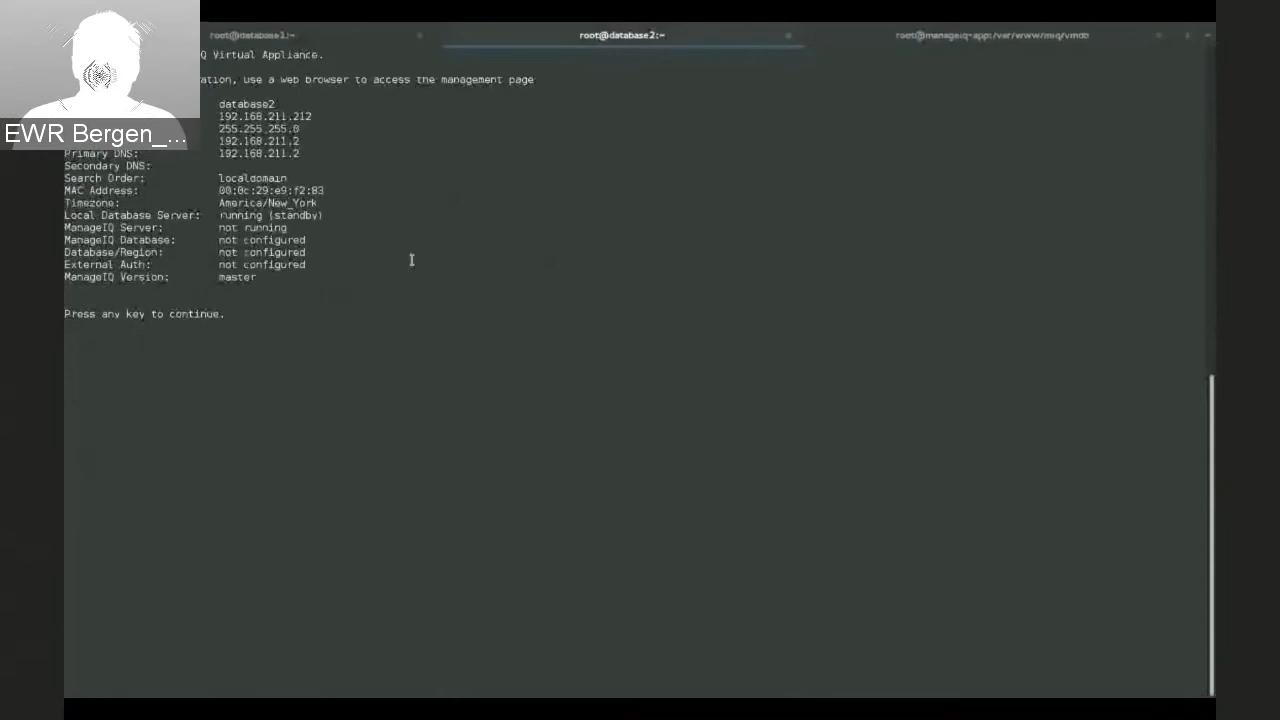 root@database1:~ root@database2:~ root@manageiq-app:/var/www/miq/vmdb
Q Virtual Appliance.
ation, use a web browser to access the management page
database2
192.168.211.212
255.255.255.0
192.168.211.2
EWR Bergen_...
Primary DNS: 192.168.211.2
Secondary DNS:
Search Order: localdomain
MAC Address: 00:0c:29:e9:f2:83
Timezone: America/New_York
Local Database Server: running (standby)
ManageIQ Server: not running
ManageIQ Database: not configured
Database/Region: not configured
External Auth: not configured
ManageIQ Version: master
Press any key to continue.